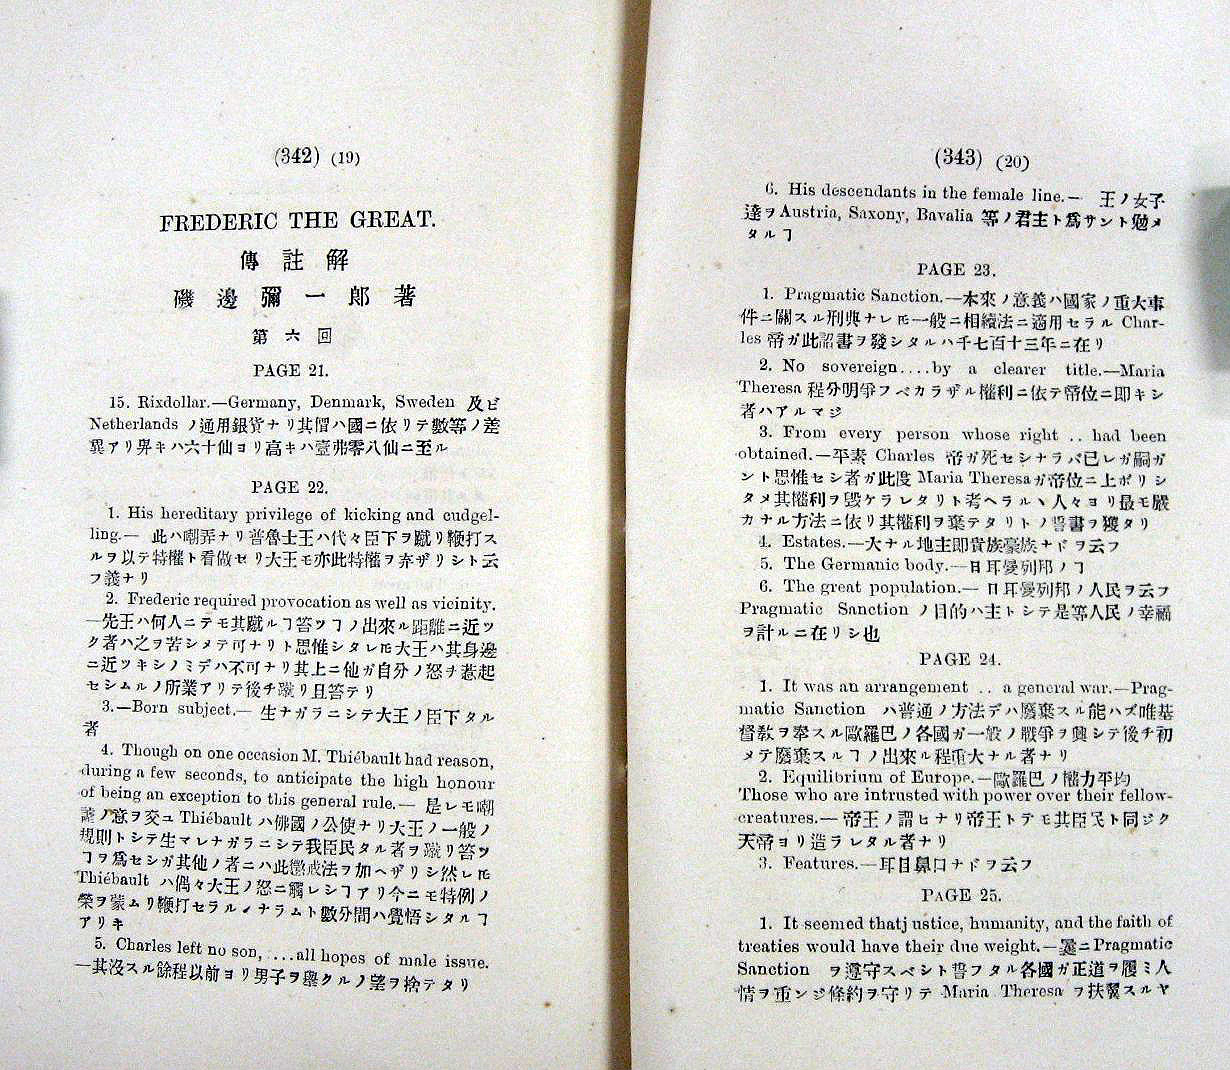 (342) (19)
FREDERIC THE GREAT.
傳註解
磯邊彌一郎著
第六回
PAGE 21.
15. Rixdollar.—Germany, Denmark, Sweden 及ビ
Netherlands ノ通用銀貨ナリ其價ハ國ニ依リテ數等ノ差
異アリ昇キハ六十仙ヨリ高キハ壹弗零八仙ニ至ル
PAGE 22.
1. His hereditary privilege of kicking and cudgel-
ling.— 此ハ嘲弄ナリ普魯士王ハ代々臣下ヲ蹴リ鞭打ス
ルヲ以テ特權ト看做セリ大王モ亦此特權ヲ弃ザリシト云
フ義ナリ
2. Frederic required provocation as well as vicinity.
—先王ハ何人ニテモ其蹴ルヿ笞ツヿノ出來ル距離ニ近ツ
ク者ハ之ヲ苦シメテ可ナリト思惟シタレ𪜈大王ハ其身邊
ニ近ツキシノミデハ不可ナリ其上ニ他ガ自分ノ怒ヲ惹起
セシムルノ所業アリテ後チ蹴リ且笞テリ
3.—Born subject.— 生ナガラニシテ大王ノ臣下タル
者
4. Though on one occasion M. Thiébault had reason,
during a few seconds, to anticipate the high honour
of being an exception to this general rule.— 是レモ嘲
謔ノ意ヲ交ユ Thiébault ハ佛國ノ公使ナリ大王ノ一般ノ
規則トシテ生マレナガラニシテ我臣民タル者ヲ蹴リ笞ツ
ヿヲ爲セシガ其他ノ者ニハ此懲戒法ヲ加ヘザリシ然レ𪜈
Thiébault ハ偶々大王ノ怒ニ觸レシヿアリ今ニモ特例ノ
榮ヲ蒙ムリ鞭打セラルヽナラムト數分間ハ覺悟シタルヿ
アリキ
5. Charles left no son, ....all hopes of male issue.
—其沒スル餘程以前ヨリ男子ヲ擧クルノ望ヲ捨テタリ
(343) (20)
6. His descendants in the female line.— 王ノ女子
達ヲ Austria, Saxony, Bavalia 等ノ君主ト爲サント勉メ
タルヿ
PAGE 23.
1. Pragmatic Sanction.—本來ノ意義ハ國家ノ重大事
件ニ關スル刑典ナレ𪜈一般ニ相續法ニ適用セラル Char-
les 帝ガ此詔書ヲ發シタルハ千七百十三年ニ在リ
2. No sovereign....by a clearer title.—Maria
Theresa 程分明爭フベカラザル權利ニ依テ帝位ニ即キシ
者ハアルマジ
3. From every person whose right .. had been
obtained.—平素 Charles 帝ガ死セシナラバ已レガ嗣ガ
ント思惟セシ者ガ此度 Maria Theresa ガ帝位ニ上ボリシ
タメ其權利ヲ毀ケラレタリト考ヘラルヽ人々ヨリ最モ嚴
カナル方法ニ依リ其權利ヲ棄テタリトノ誓書ヲ獲タリ
4. Estates.—大ナル地主即貴族豪族ナドヲ云フ
5. The Germanic body.—日耳曼列邦ノヿ
6. The great population.— 日耳曼列邦ノ人民ヲ云フ
Pragmatic Sanction ノ目的ハ主トシテ是等人民ノ幸福
ヲ計ルニ在リシ也
PAGE 24.
1. It was an arrangement .. a general war.—Prag-
matic Sanction ハ普通ノ方法デハ廢棄スル能ハズ唯基
督敎ヲ奉スル歐羅巴ノ各國ガ一般ノ戰爭ヲ興シテ後チ初
メテ廢棄スルヿノ出來ル程重大ナル者ナリ
2. Equilibrium of Europe.—歐羅巴ノ權力平均
Those who are intrusted with power over their fellow-
creatures.— 帝王ノ謂ヒナリ帝王トテモ其臣民ト同ジク
天帝ヨリ造ラレタル者ナリ
3. Features.—耳目鼻口ナドヲ云フ
PAGE 25.
1. It seemed thatj ustice, humanity, and the faith of
treaties would have their due weight.—曩ニ Pragmatic
Sanction ヲ遵守スベシト誓フタル各國ガ正道ヲ履ミ人
情ヲ重ンジ條約ヲ守リテ Maria Theresa ヲ扶翼スルヤ